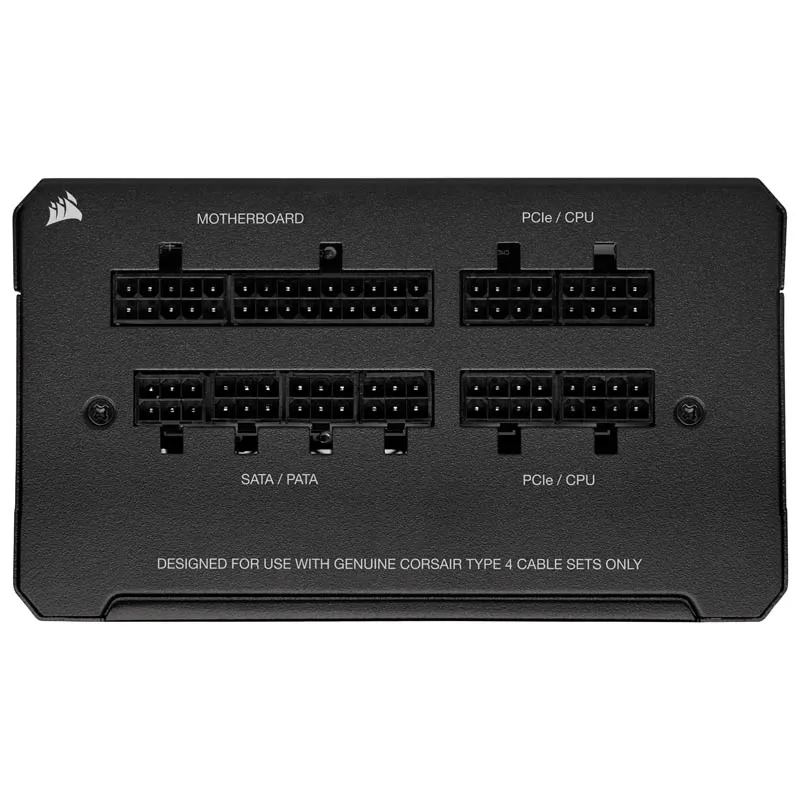 MOTHERBOARD
PCIe / CPU
SATA / PATA
PCIe / CPU
DESIGNED FOR USE WITH GENUINE CORSAIR TYPE 4 CABLE SETS ONLY